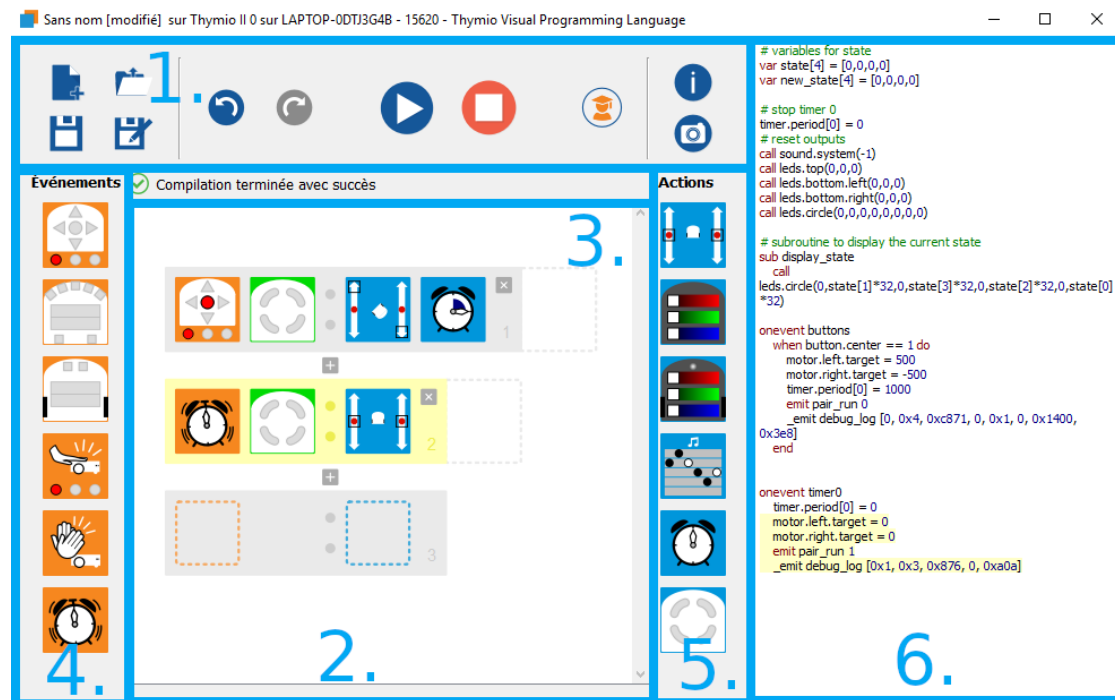 Sans nom [modifié] sur Thymio II 0 sur LAPTOP-0DTJ3G4B - 15620 - Thymio Visual Programming Language
1.
i
Événements
Compilation terminée avec succès
Actions
3.
1
2
3
4.
2.
5.
# variables for state
var state[4] = [0,0,0,0]
var new_state[4] = [0,0,0,0]
# stop timer 0
timer.period[0] = 0
# reset outputs
call sound.system(-1)
call leds.top(0,0,0)
call leds.bottom.left(0,0,0)
call leds.bottom.right(0,0,0)
call leds.circle(0,0,0,0,0,0,0,0)
# subroutine to display the current state
sub display_state
call
leds.circle(0,state[1]*32,0,state[3]*32,0,state[2]*32,0,state[0]
*32)
onevent buttons
when button.center == 1 do
motor.left.target = 500
motor.right.target = -500
timer.period[0] = 1000
emit pair_run 0
_emit debug_log [0, 0x4, 0xc871, 0, 0x1, 0, 0x1400,
0x3e8]
end
onevent timer0
timer.period[0] = 0
motor.left.target = 0
motor.right.target = 0
emit pair_run 1
_emit debug_log [0x1, 0x3, 0x876, 0, 0xa0a]
6.